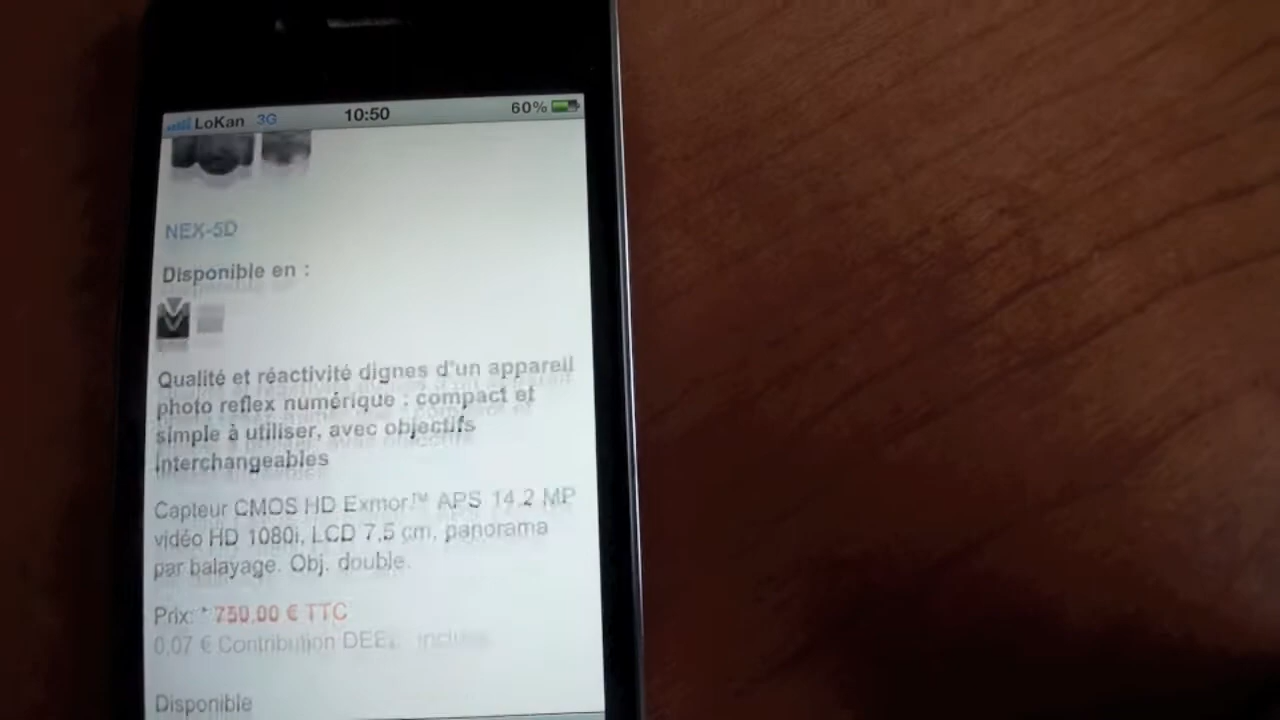 LoKan 3G 10:50 60%
NEX-5D
Disponible en :
Qualité et réactivité dignes d'un appareil
photo reflex numérique : compact et
simple à utiliser, avec objectifs
interchangeables
Capteur CMOS HD Exmor™ APS 14.2 MP
vidéo HD 1080i, LCD 7,5 cm, panorama
par balayage. Obj. double.
Prix: * 750,00 € TTC
0,07 € Contribution
Disponible